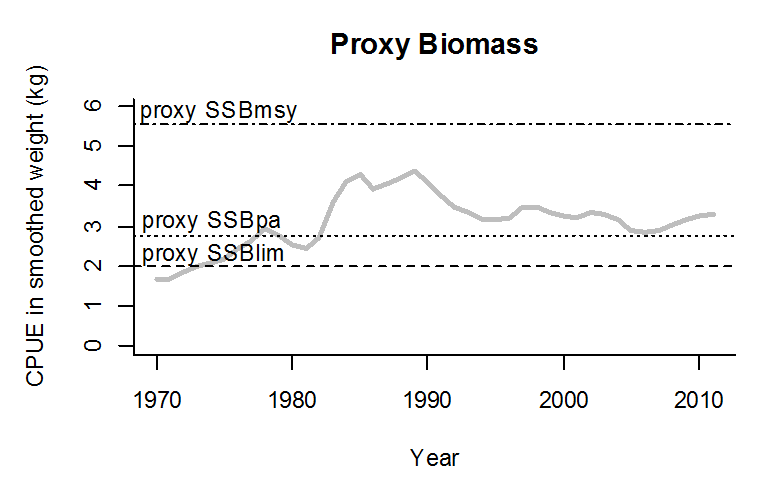 Proxy Biomass
CPUE in smoothed weight (kg)
6
5
4
3
2
1
0
proxy SSBmsy
proxy SSBpa
proxy SSBlim
1970 1980 1990 2000 2010
Year